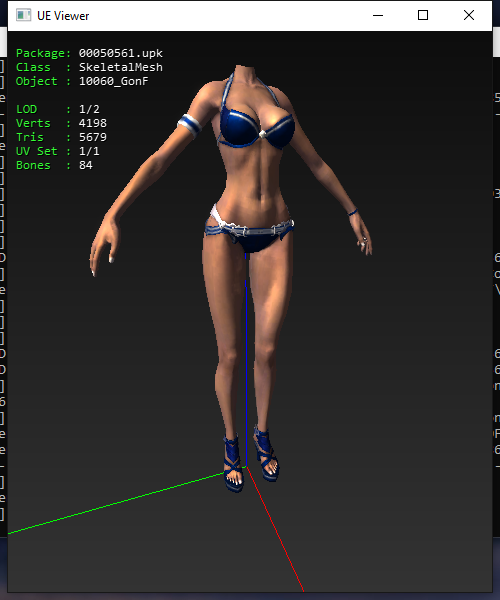 UE Viewer
Package: 00050561.upk
Class  : SkeletalMesh
Object : 10060_GonF
LOD    : 1/2
Verts  : 4198
Tris   : 5679
UV Set : 1/1
Bones  : 84